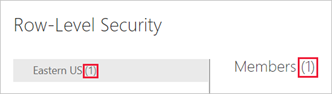 Row-Level Security
Eastern US (1)
Members (1)